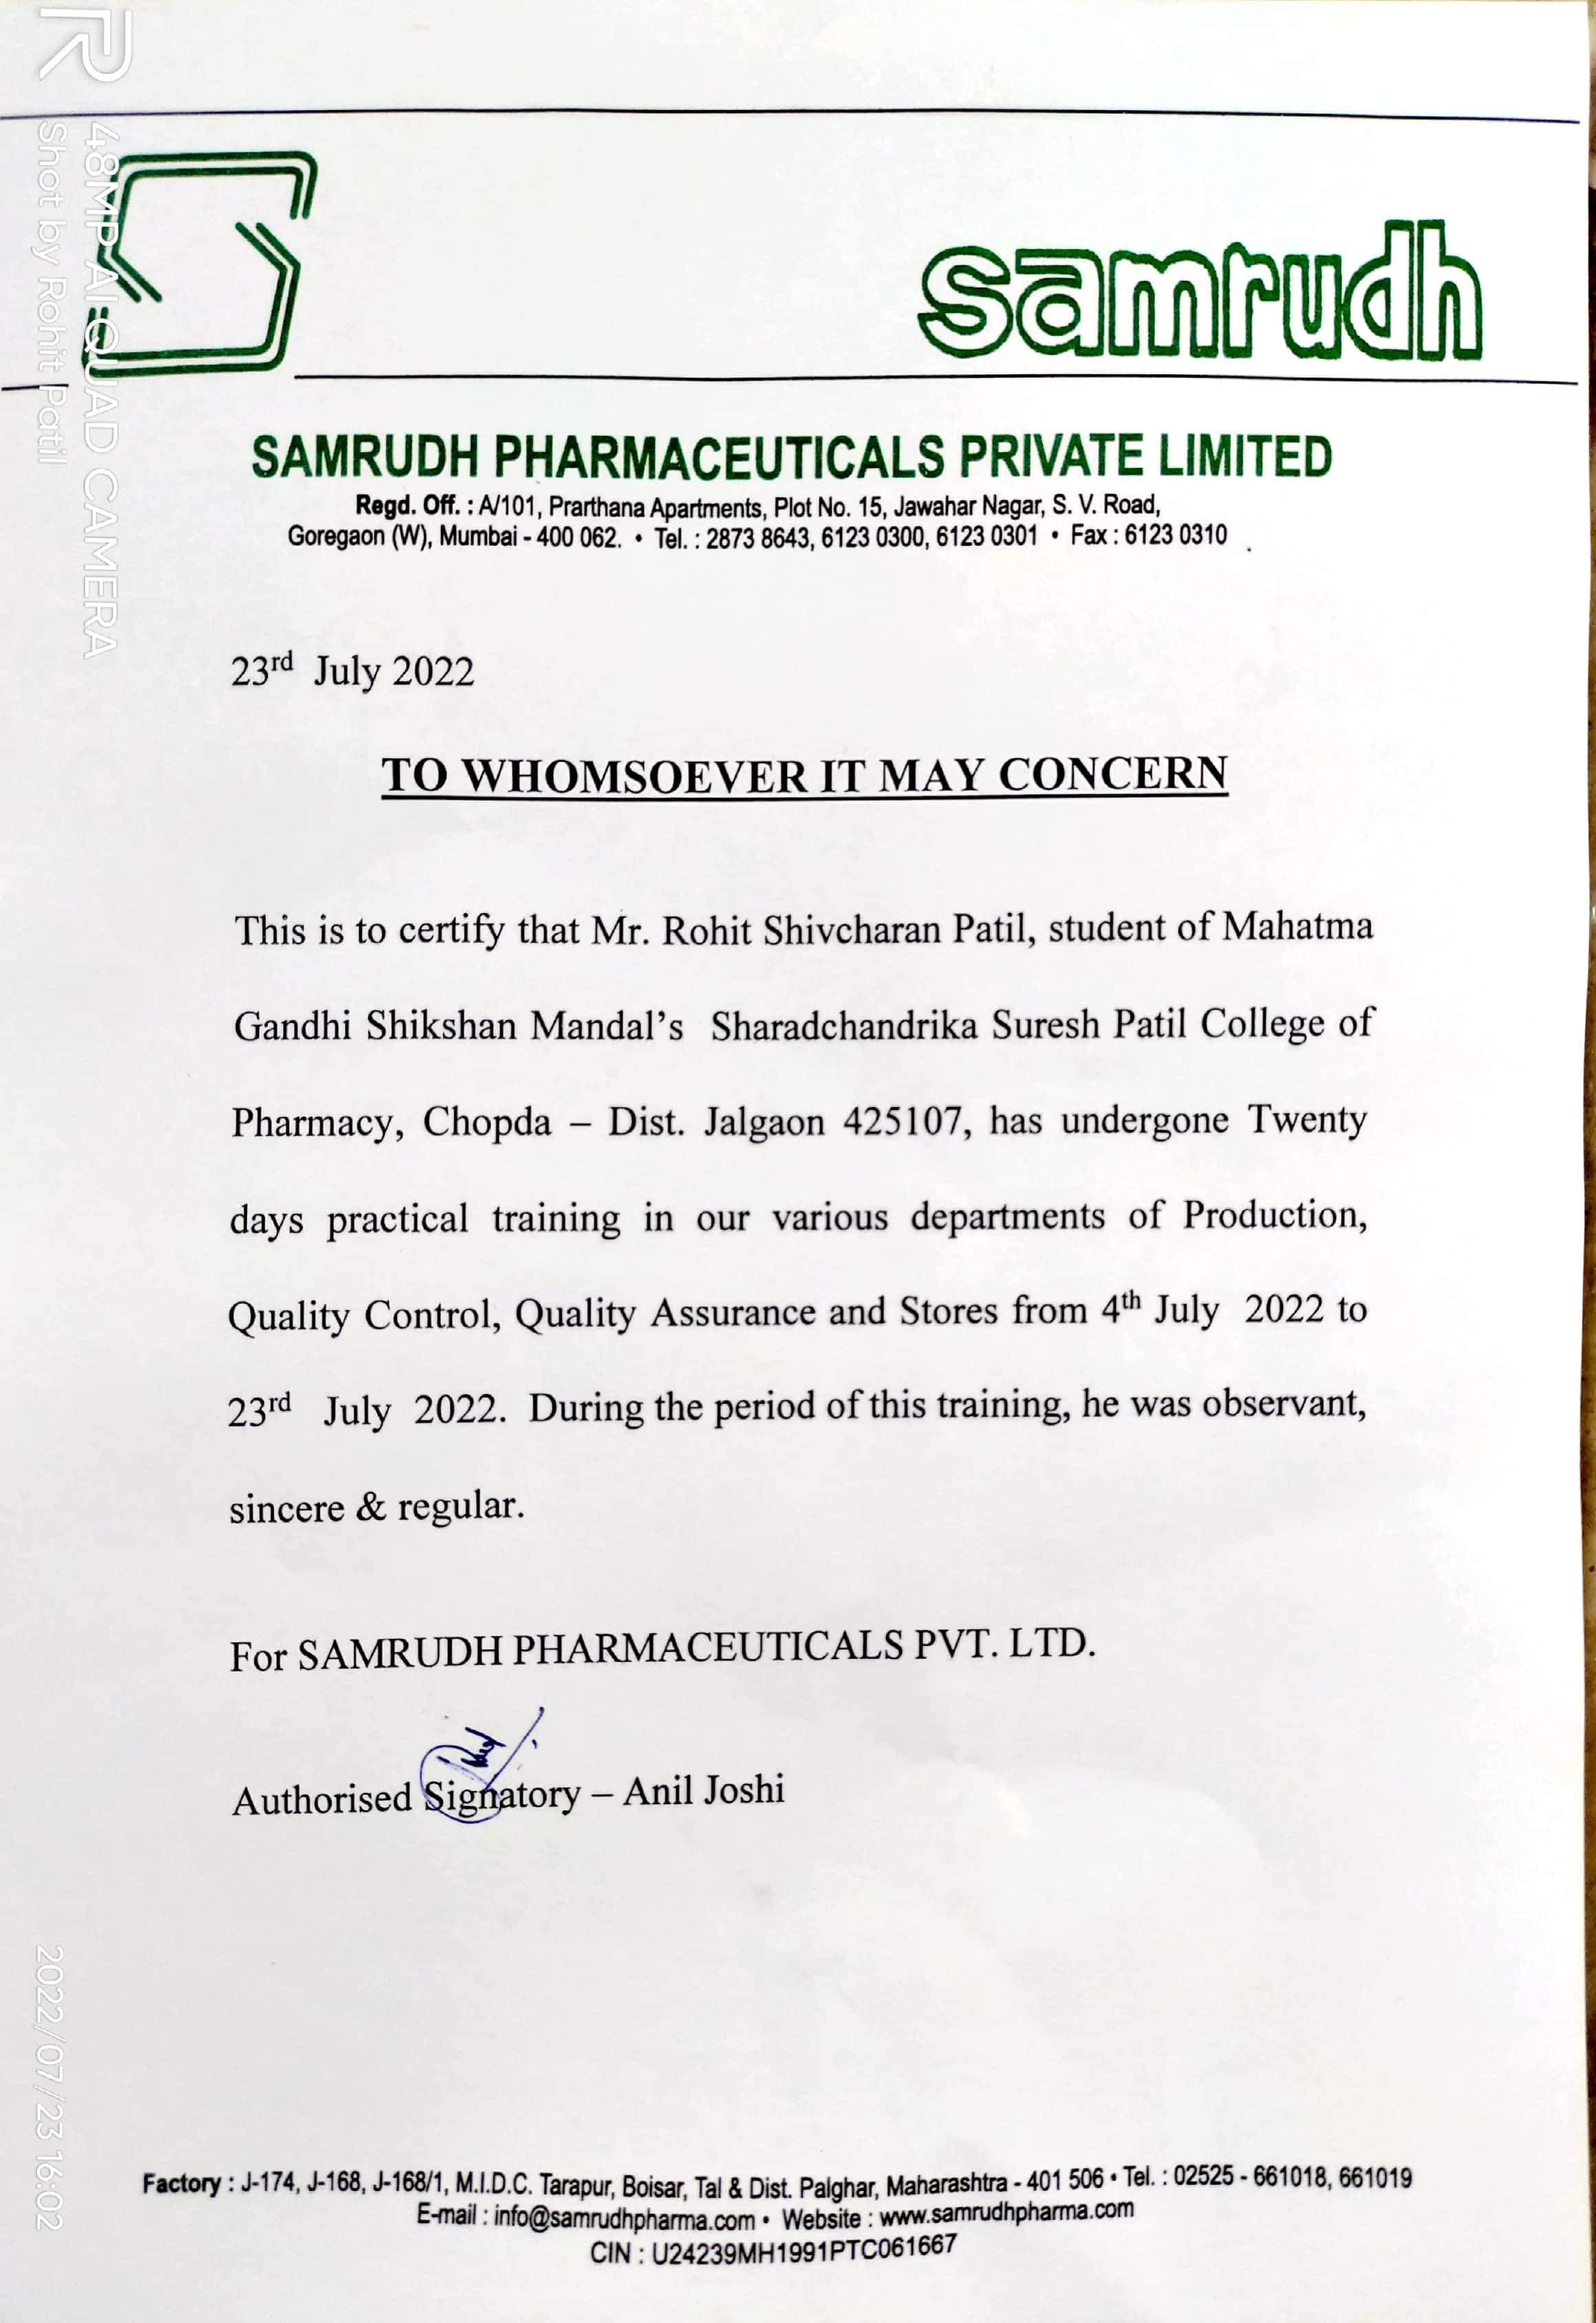 samrudh
SAMRUDH PHARMACEUTICALS PRIVATE LIMITED
Regd. Off. : A/101, Prarthana Apartments, Plot No. 15, Jawahar Nagar, S. V. Road,
Goregaon (W), Mumbai - 400 062. • Tel. : 2873 8643, 6123 0300, 6123 0301 • Fax : 6123 0310
23rd July 2022
TO WHOMSOEVER IT MAY CONCERN
This is to certify that Mr. Rohit Shivcharan Patil, student of Mahatma
Gandhi Shikshan Mandal’s Sharadchandrika Suresh Patil College of
Pharmacy, Chopda – Dist. Jalgaon 425107, has undergone Twenty
days practical training in our various departments of Production,
Quality Control, Quality Assurance and Stores from 4th July 2022 to
23rd July 2022. During the period of this training, he was observant,
sincere & regular.
For SAMRUDH PHARMACEUTICALS PVT. LTD.
Authorised Signatory – Anil Joshi
Factory : J-174, J-168, J-168/1, M.I.D.C. Tarapur, Boisar, Tal & Dist. Palghar, Maharashtra - 401 506 • Tel. : 02525 - 661018, 661019
E-mail : info@samrudhpharma.com • Website : www.samrudhpharma.com
CIN : U24239MH1991PTC061667
R
48MP AI QUAD CAMERA
Shot by Rohit Patil
2022/07/23 16:02